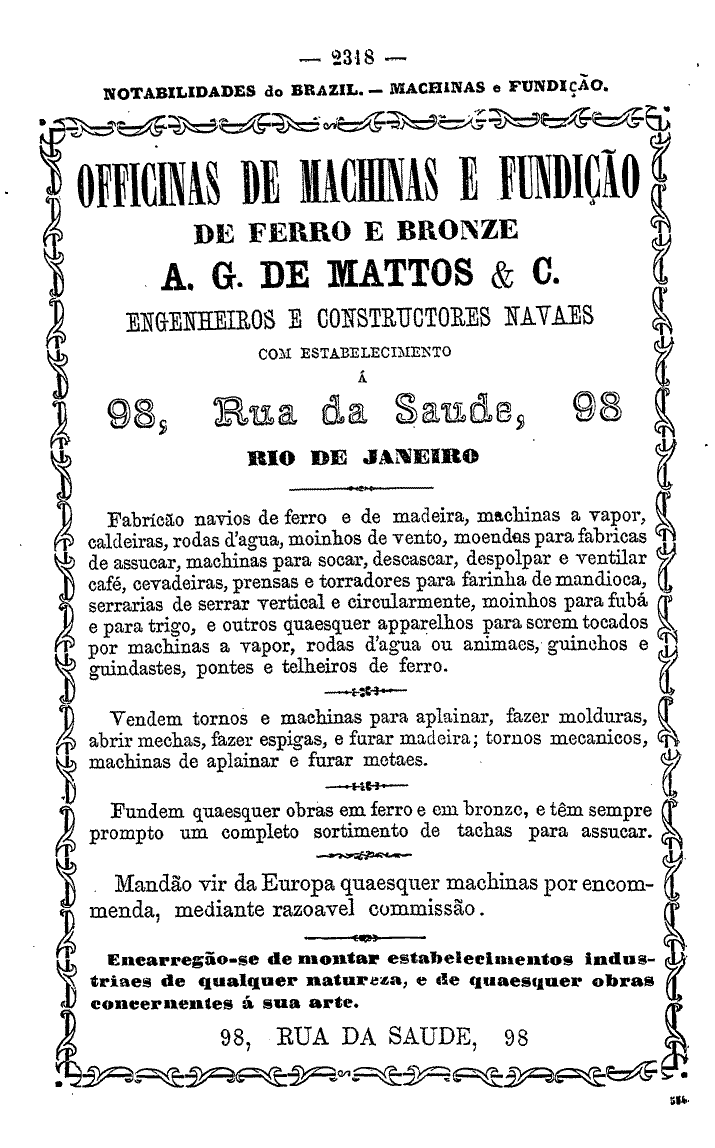 — 2318 —
NOTABILIDADES do BRAZIL. — MACHINAS e FUNDIÇÃO.
OFFICINAS DE MACHINAS E FUNDIÇÃO
DE FERRO E BRONZE
A. G. DE MATTOS & C.
ENGENHEIROS E CONSTRUCTORES NAVAES
COM ESTABELECIMENTO
Á
98, Rua da Saude, 98
RIO DE JANEIRO
Fabricão navios de ferro e de madeira, machinas a vapor,
caldeiras, rodas d'agua, moinhos de vento, moendas para fabricas
de assucar, machinas para socar, descascar, despolpar e ventilar
café, cevadeiras, prensas e torradores para farinha de mandioca,
serrarias de serrar vertical e circularmente, moinhos para fubá
e para trigo, e outros quaesquer apparelhos para serem tocados
por machinas a vapor, rodas d'agua ou animaes, guinchos e
guindastes, pontes e telheiros de ferro.
Vendem tornos e machinas para aplainar, fazer molduras,
abrir mechas, fazer espigas, e furar madeira; tornos mecanicos,
machinas de aplainar e furar metaes.
Fundem quaesquer obras em ferro e em bronze, e têm sempre
prompto um completo sortimento de tachas para assucar.
Mandão vir da Europa quaesquer machinas por encom-
menda, mediante razoavel commissão.
Encarregão-se de montar estabelecimentos indus-
triaes de qualquer natureza, e de quaesquer obras
concernentes á sua arte.
98, RUA DA SAUDE, 98